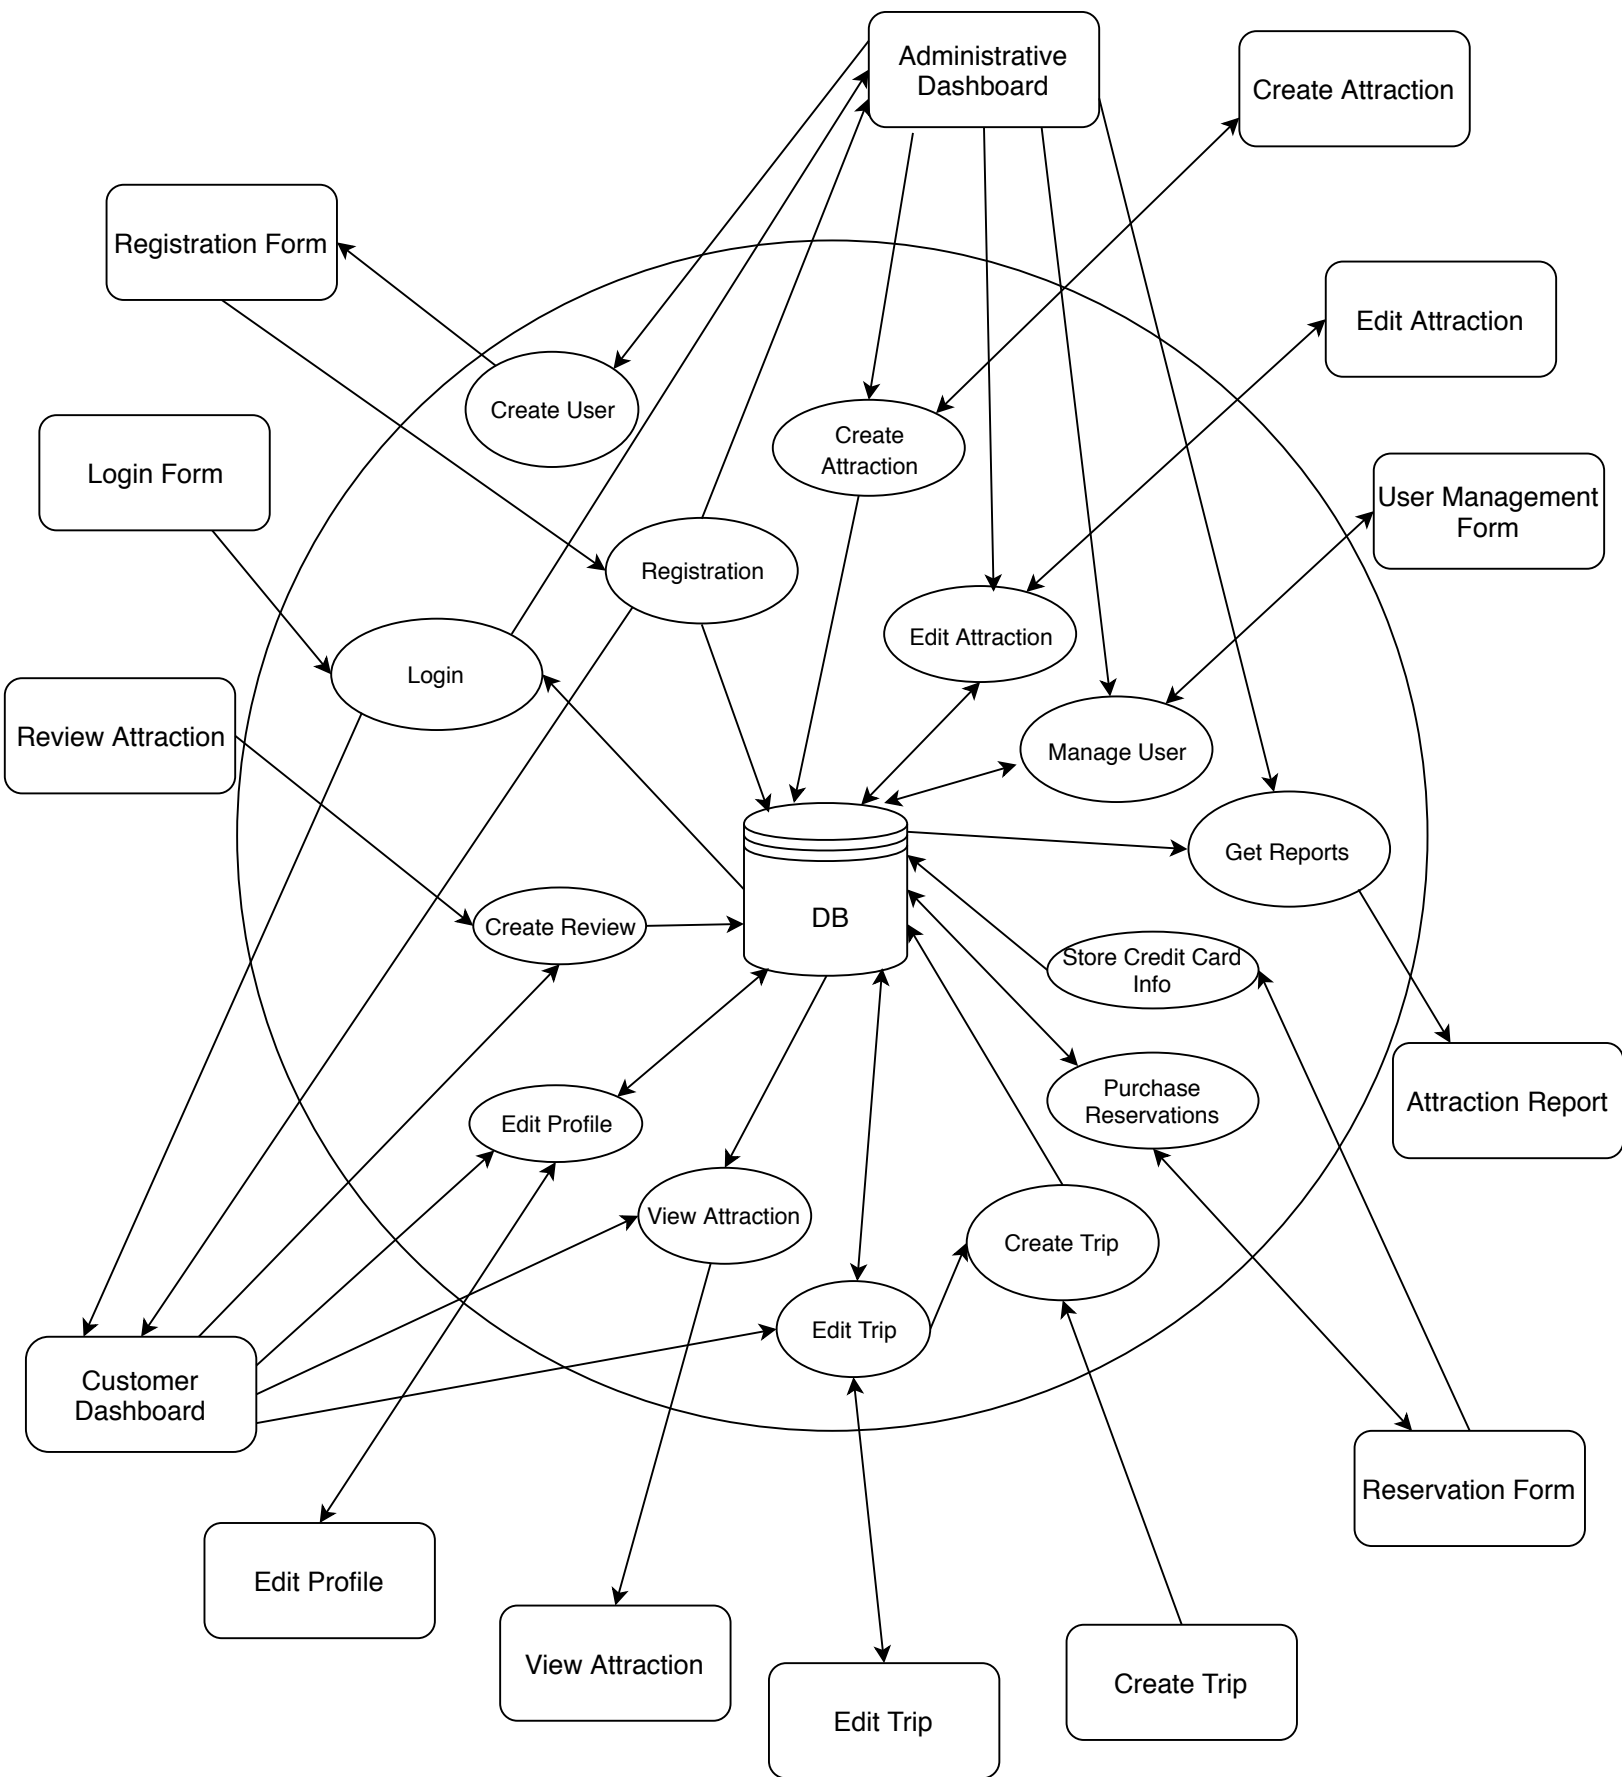 Administrative
Dashboard
Create Attraction
Registration Form
Edit Attraction
Create User
Create
Attraction
Login Form
User Management
Form
Registration
Edit Attraction
Login
Review Attraction
Manage User
Get Reports
DB
Create Review
Store Credit Card
Info
Purchase
Reservations
Attraction Report
Edit Profile
View Attraction
Create Trip
Edit Trip
Customer
Dashboard
Reservation Form
Edit Profile
View Attraction
Create Trip
Edit Trip